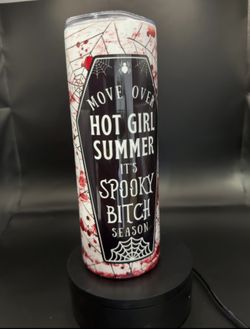 MOVE OVER
HOT GIRL
SUMMER
IT'S
SPOOKY
BITCH
SEASON